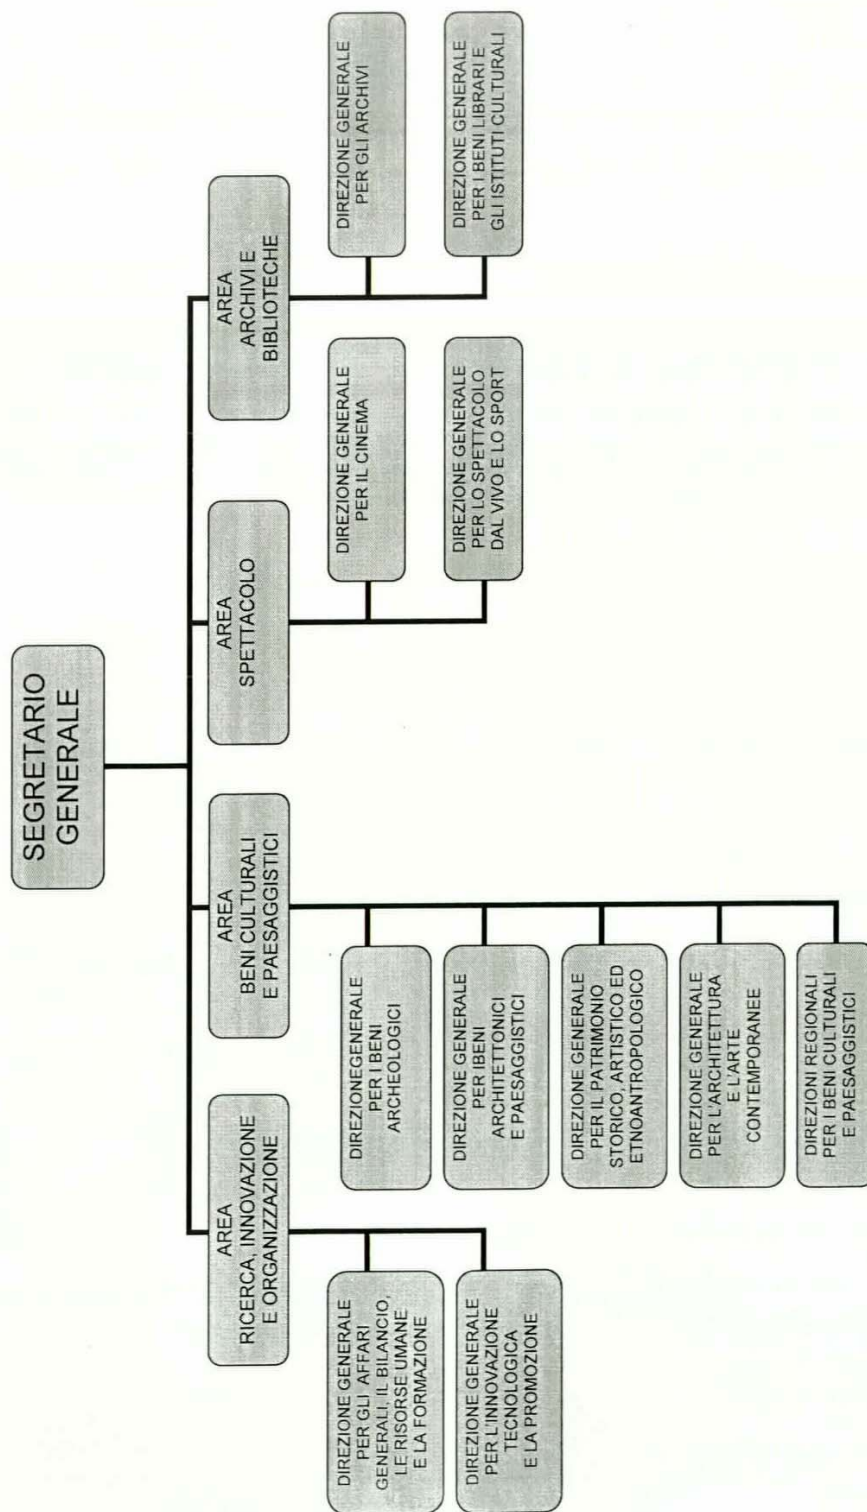 SEGRETARIO
GENERALE
AREA
RICERCA, INNOVAZIONE
E ORGANIZZAZIONE
DIREZIONE GENERALE
PER GLI AFFARI
GENERALI, IL BILANCIO,
LE RISORSE UMANE
E LA FORMAZIONE
DIREZIONE GENERALE
PER L'INNOVAZIONE
TECNOLOGICA
E LA PROMOZIONE
AREA
BENI CULTURALI
E PAESAGGISTICI
DIREZIONEGENERALE
PER I BENI
ARCHEOLOGICI
DIREZIONE GENERALE
PER IBENI
ARCHITETTONICI
E PAESAGGISTICI
DIREZIONE GENERALE
PER IL PATRIMONIO
STORICO, ARTISTICO ED
ETNOANTROPOLOGICO
DIREZIONE GENERALE
PER L'ARCHITETTURA
E L'ARTE
CONTEMPORANEE
DIREZIONI REGIONALI
PER I BENI CULTURALI
E PAESAGGISTICI
AREA
SPETTACOLO
DIREZIONE GENERALE
PER IL CINEMA
DIREZIONE GENERALE
PER LO SPETTACOLO
DAL VIVO E LO SPORT
AREA
ARCHIVI E
BIBLIOTECHE
DIREZIONE GENERALE
PER GLI ARCHIVI
DIREZIONE GENERALE
PER I BENI LIBRARI E
GLI ISTITUTI CULTURALI